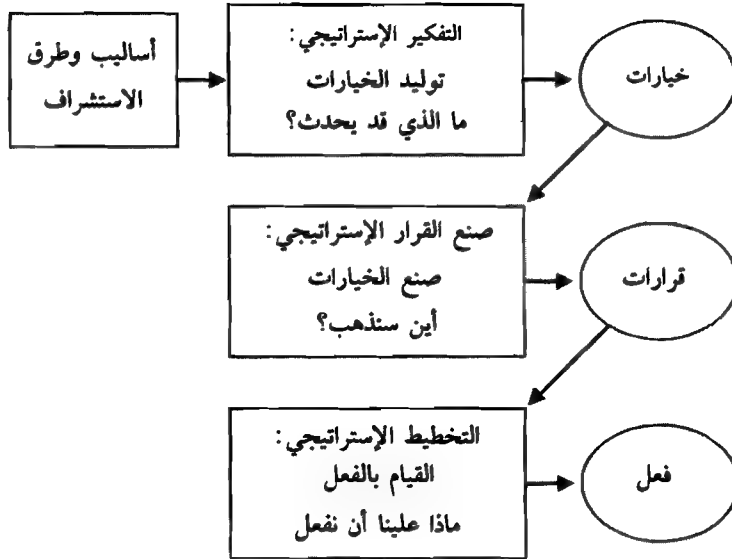 أساليب وطرق
الاستشراف
التفكير الإستراتيجي:
توليد الخيارات
ما الذي قد يحدث؟
خيارات
صنع القرار الإستراتيجي:
صنع الخيارات
أين سنذهب؟
قرارات
التخطيط الإستراتيجي:
القيام بالفعل
ماذا علينا أن نفعل
فعل